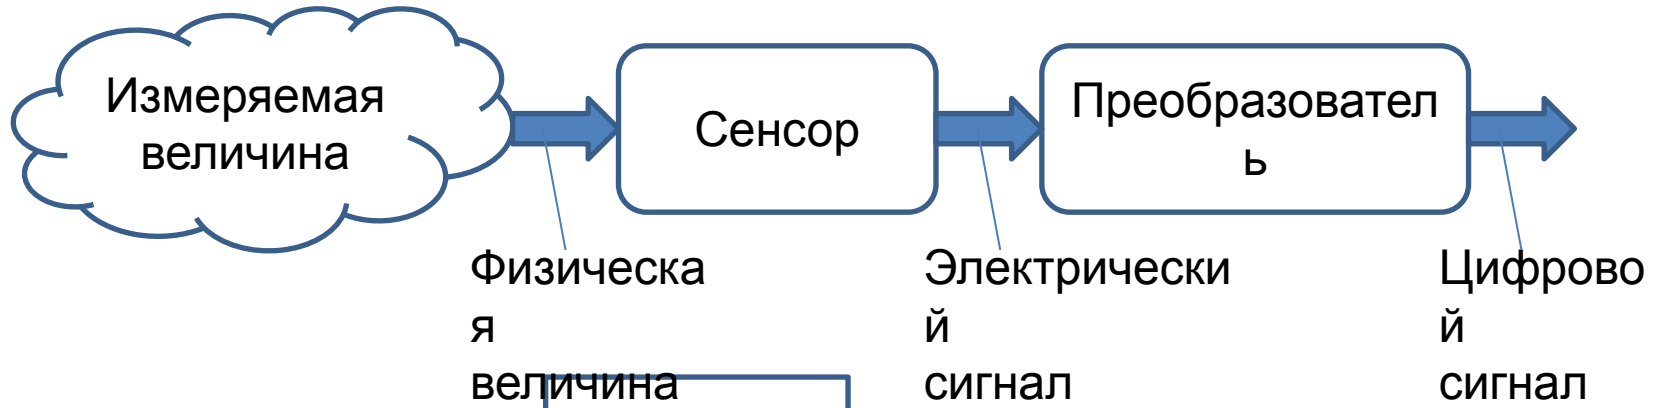 Измеряемая
величина
Сенсор
Преобразовател
ь
Физическа
я
величина
Электрически
й
сигнал
Цифрово
й
сигнал